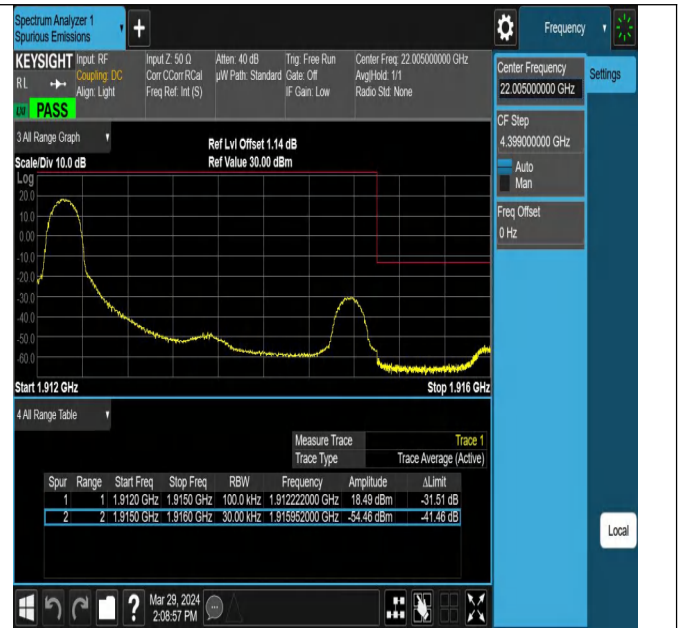 Spectrum Analyzer 1
Spurious Emissions
+
Frequency
KEYSIGHT Input: RF
RL
Coupling: DC
Align: Light
Input Z: 50 Ω
Corr CCorr RCal
Freq Ref: Int (S)
Atten: 40 dB
µW Path: Standard
Trig: Free Run
Gate: Off
IF Gain: Low
Center Freq: 22.005000000 GHz
Avg|Hold: 1/1
Radio Std: None
LXI PASS
Center Frequency
22.005000000 GHz
Settings
CF Step
4.399000000 GHz
Auto
Man
Freq Offset
0 Hz
3 All Range Graph
Ref Lvl Offset 1.14 dB
Scale/Div 10.0 dB
Ref Value 30.00 dBm
Log
20.0
10.0
0.00
-10.0
-20.0
-30.0
-40.0
-50.0
-60.0
Start 1.912 GHz
Stop 1.916 GHz
4 All Range Table
Measure Trace Trace 1
Trace Type Trace Average (Active)
Spur Range Start Freq Stop Freq RBW Frequency Amplitude ΔLimit
1 1 1.9120 GHz 1.9150 GHz 100.0 kHz 1.912222000 GHz 18.49 dBm -31.51 dB
2 2 1.9150 GHz 1.9160 GHz 30.00 kHz 1.915952000 GHz -54.46 dBm -41.46 dB
Local
?
Mar 29, 2024
2:08:57 PM